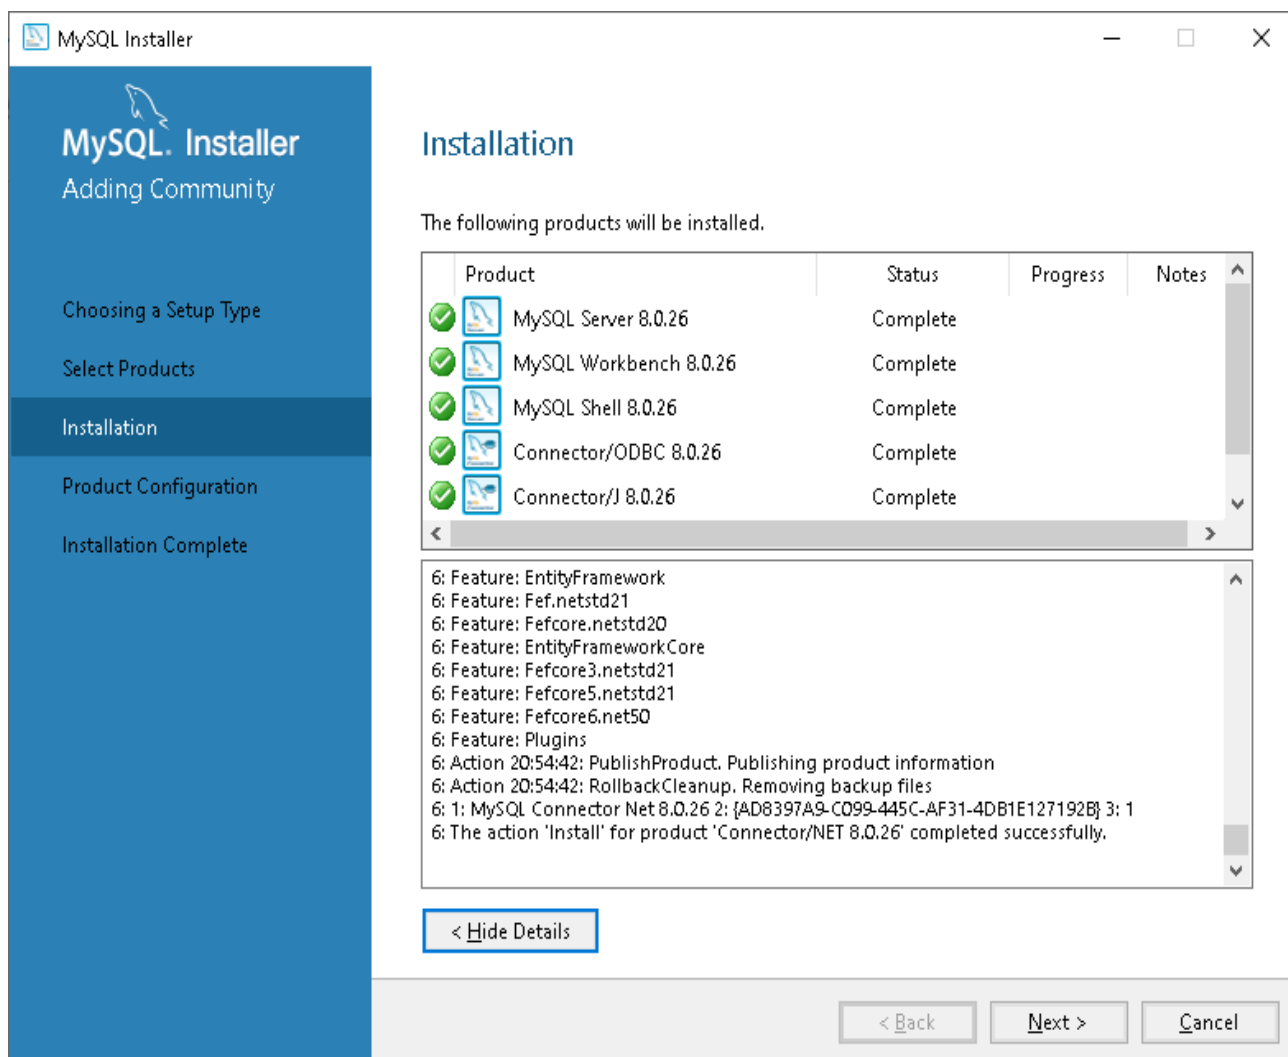 MySQL Installer
MySQL. Installer
Adding Community
Choosing a Setup Type
Select Products
Installation
Product Configuration
Installation Complete
Installation
The following products will be installed.
Product Status Progress Notes
MySQL Server 8.0.26 Complete
MySQL Workbench 8.0.26 Complete
MySQL Shell 8.0.26 Complete
Connector/ODBC 8.0.26 Complete
Connector/J 8.0.26 Complete
6: Feature: EntityFramework
6: Feature: Fef.netstd21
6: Feature: Fefcore.netstd20
6: Feature: EntityFrameworkCore
6: Feature: Fefcore3.netstd21
6: Feature: Fefcore5.netstd21
6: Feature: Fefcore6.net50
6: Feature: Plugins
6: Action 20:54:42: PublishProduct. Publishing product information
6: Action 20:54:42: RollbackCleanup. Removing backup files
6: 1: MySQL Connector Net 8.0.26 2: {AD8397A9-C099-445C-AF31-4DB1E127192B} 3: 1
6: The action 'Install' for product 'Connector/NET 8.0.26' completed successfully.
< Hide Details
< Back Next > Cancel